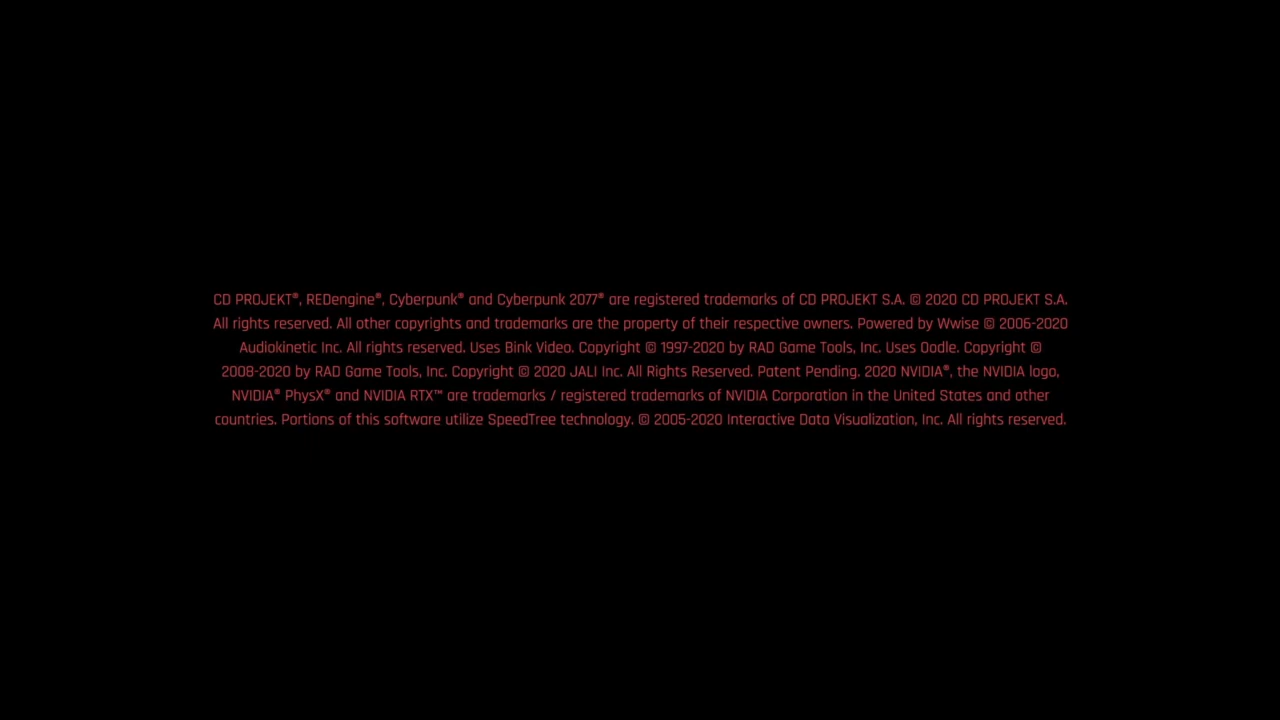 CD PROJEKT®, REDengine®, Cyberpunk® and Cyberpunk 2077® are registered trademarks of CD PROJEKT S.A. © 2020 CD PROJEKT S.A.
All rights reserved. All other copyrights and trademarks are the property of their respective owners. Powered by Wwise © 2006-2020
Audiokinetic Inc. All rights reserved. Uses Bink Video. Copyright © 1997-2020 by RAD Game Tools, Inc. Uses Oodle. Copyright ©
2008-2020 by RAD Game Tools, Inc. Copyright © 2020 JALI Inc. All Rights Reserved. Patent Pending. 2020 NVIDIA®, the NVIDIA logo,
NVIDIA® PhysX® and NVIDIA RTX™ are trademarks / registered trademarks of NVIDIA Corporation in the United States and other
countries. Portions of this software utilize SpeedTree technology. © 2005-2020 Interactive Data Visualization, Inc. All rights reserved.